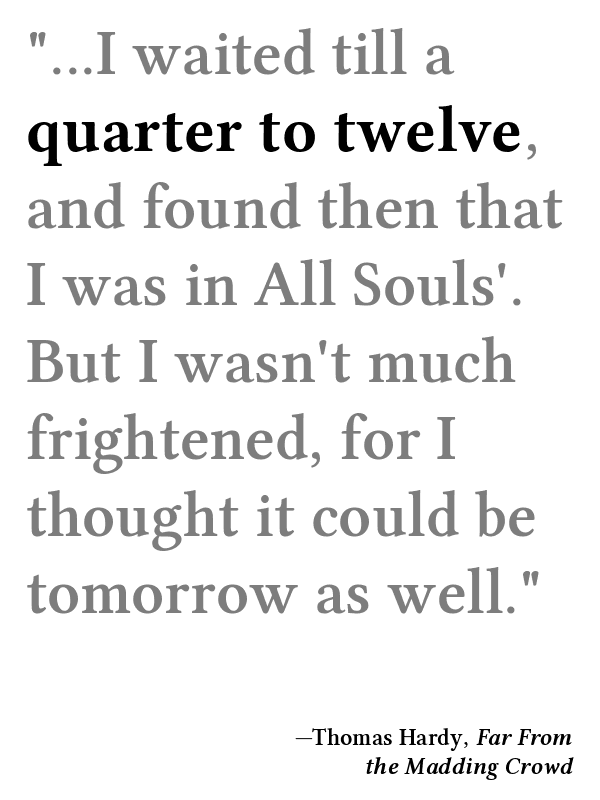 "...I waited till a
quarter to twelve,
and found then that
I was in All Souls'.
But I wasn't much
frightened, for I
thought it could be
tomorrow as well."
—Thomas Hardy, Far From
the Madding Crowd